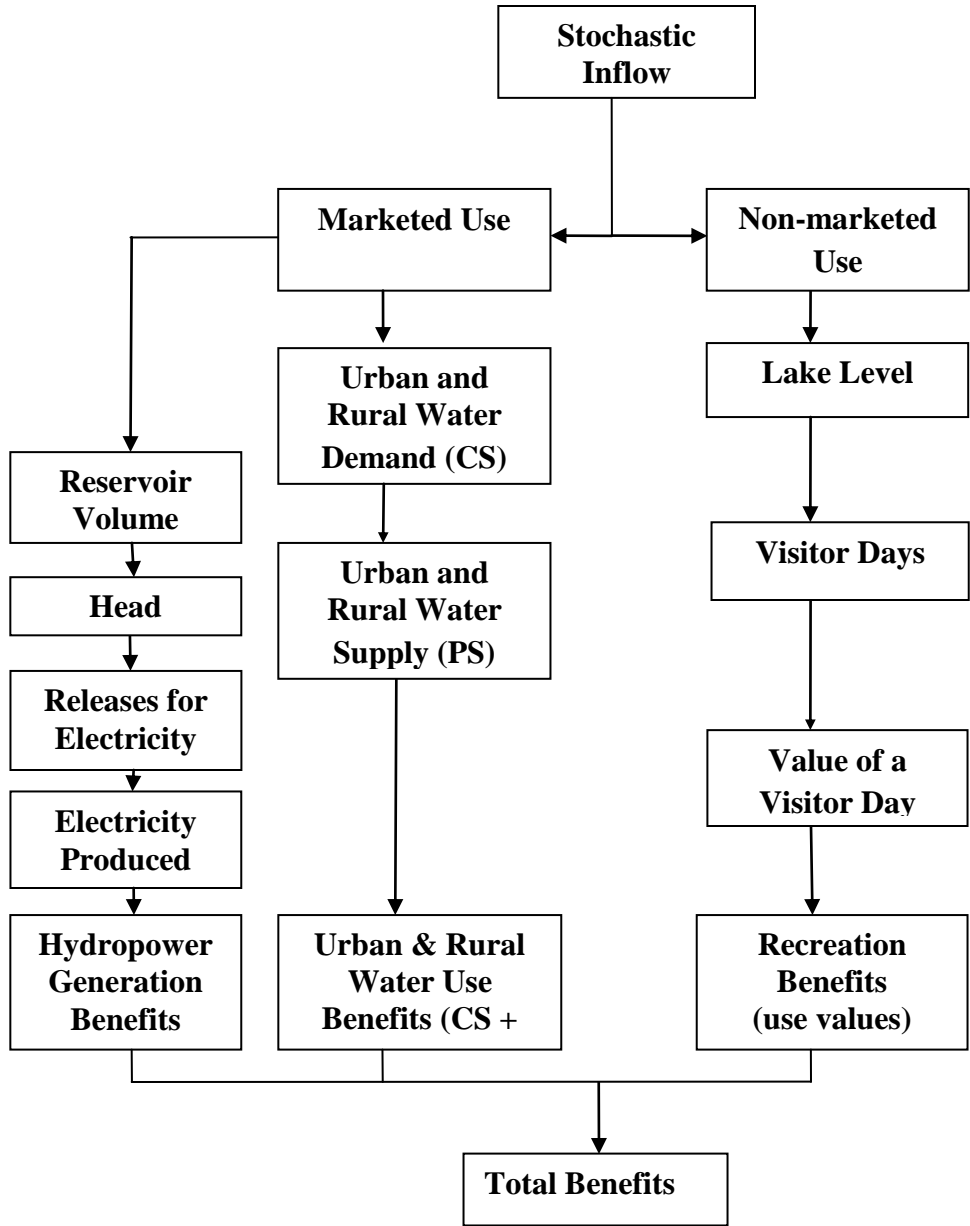 Stochastic
Inflow
Marketed Use
Non-marketed
Use
Urban and
Rural Water
Demand (CS)
Lake Level
Reservoir
Volume
Urban and
Rural Water
Supply (PS)
Visitor Days
Head
Releases for
Electricity
Value of a
Visitor Day
Electricity
Produced
Hydropower
Generation
Benefits
Urban & Rural
Water Use
Benefits (CS +
Recreation
Benefits
(use values)
Total Benefits